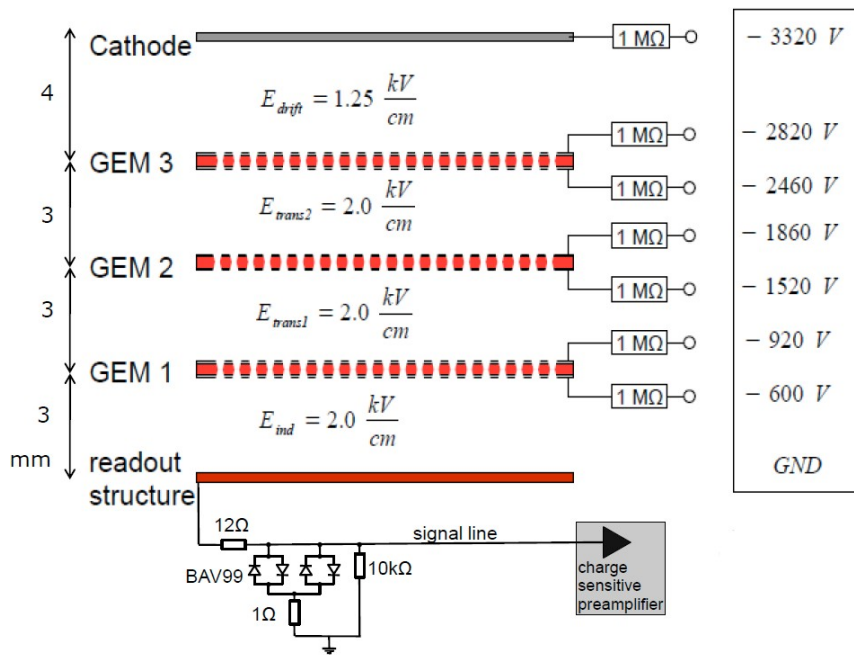 Cathode
1 MΩ
− 3320 V
4
E_drift = 1.25 kV/cm
1 MΩ
− 2820 V
GEM 3
1 MΩ
− 2460 V
3
E_trans2 = 2.0 kV/cm
1 MΩ
− 1860 V
GEM 2
1 MΩ
− 1520 V
3
E_trans1 = 2.0 kV/cm
1 MΩ
− 920 V
GEM 1
1 MΩ
− 600 V
3
E_ind = 2.0 kV/cm
mm
readout
structure
GND
12Ω
signal line
BAV99
10kΩ
1Ω
charge
sensitive
preamplifier